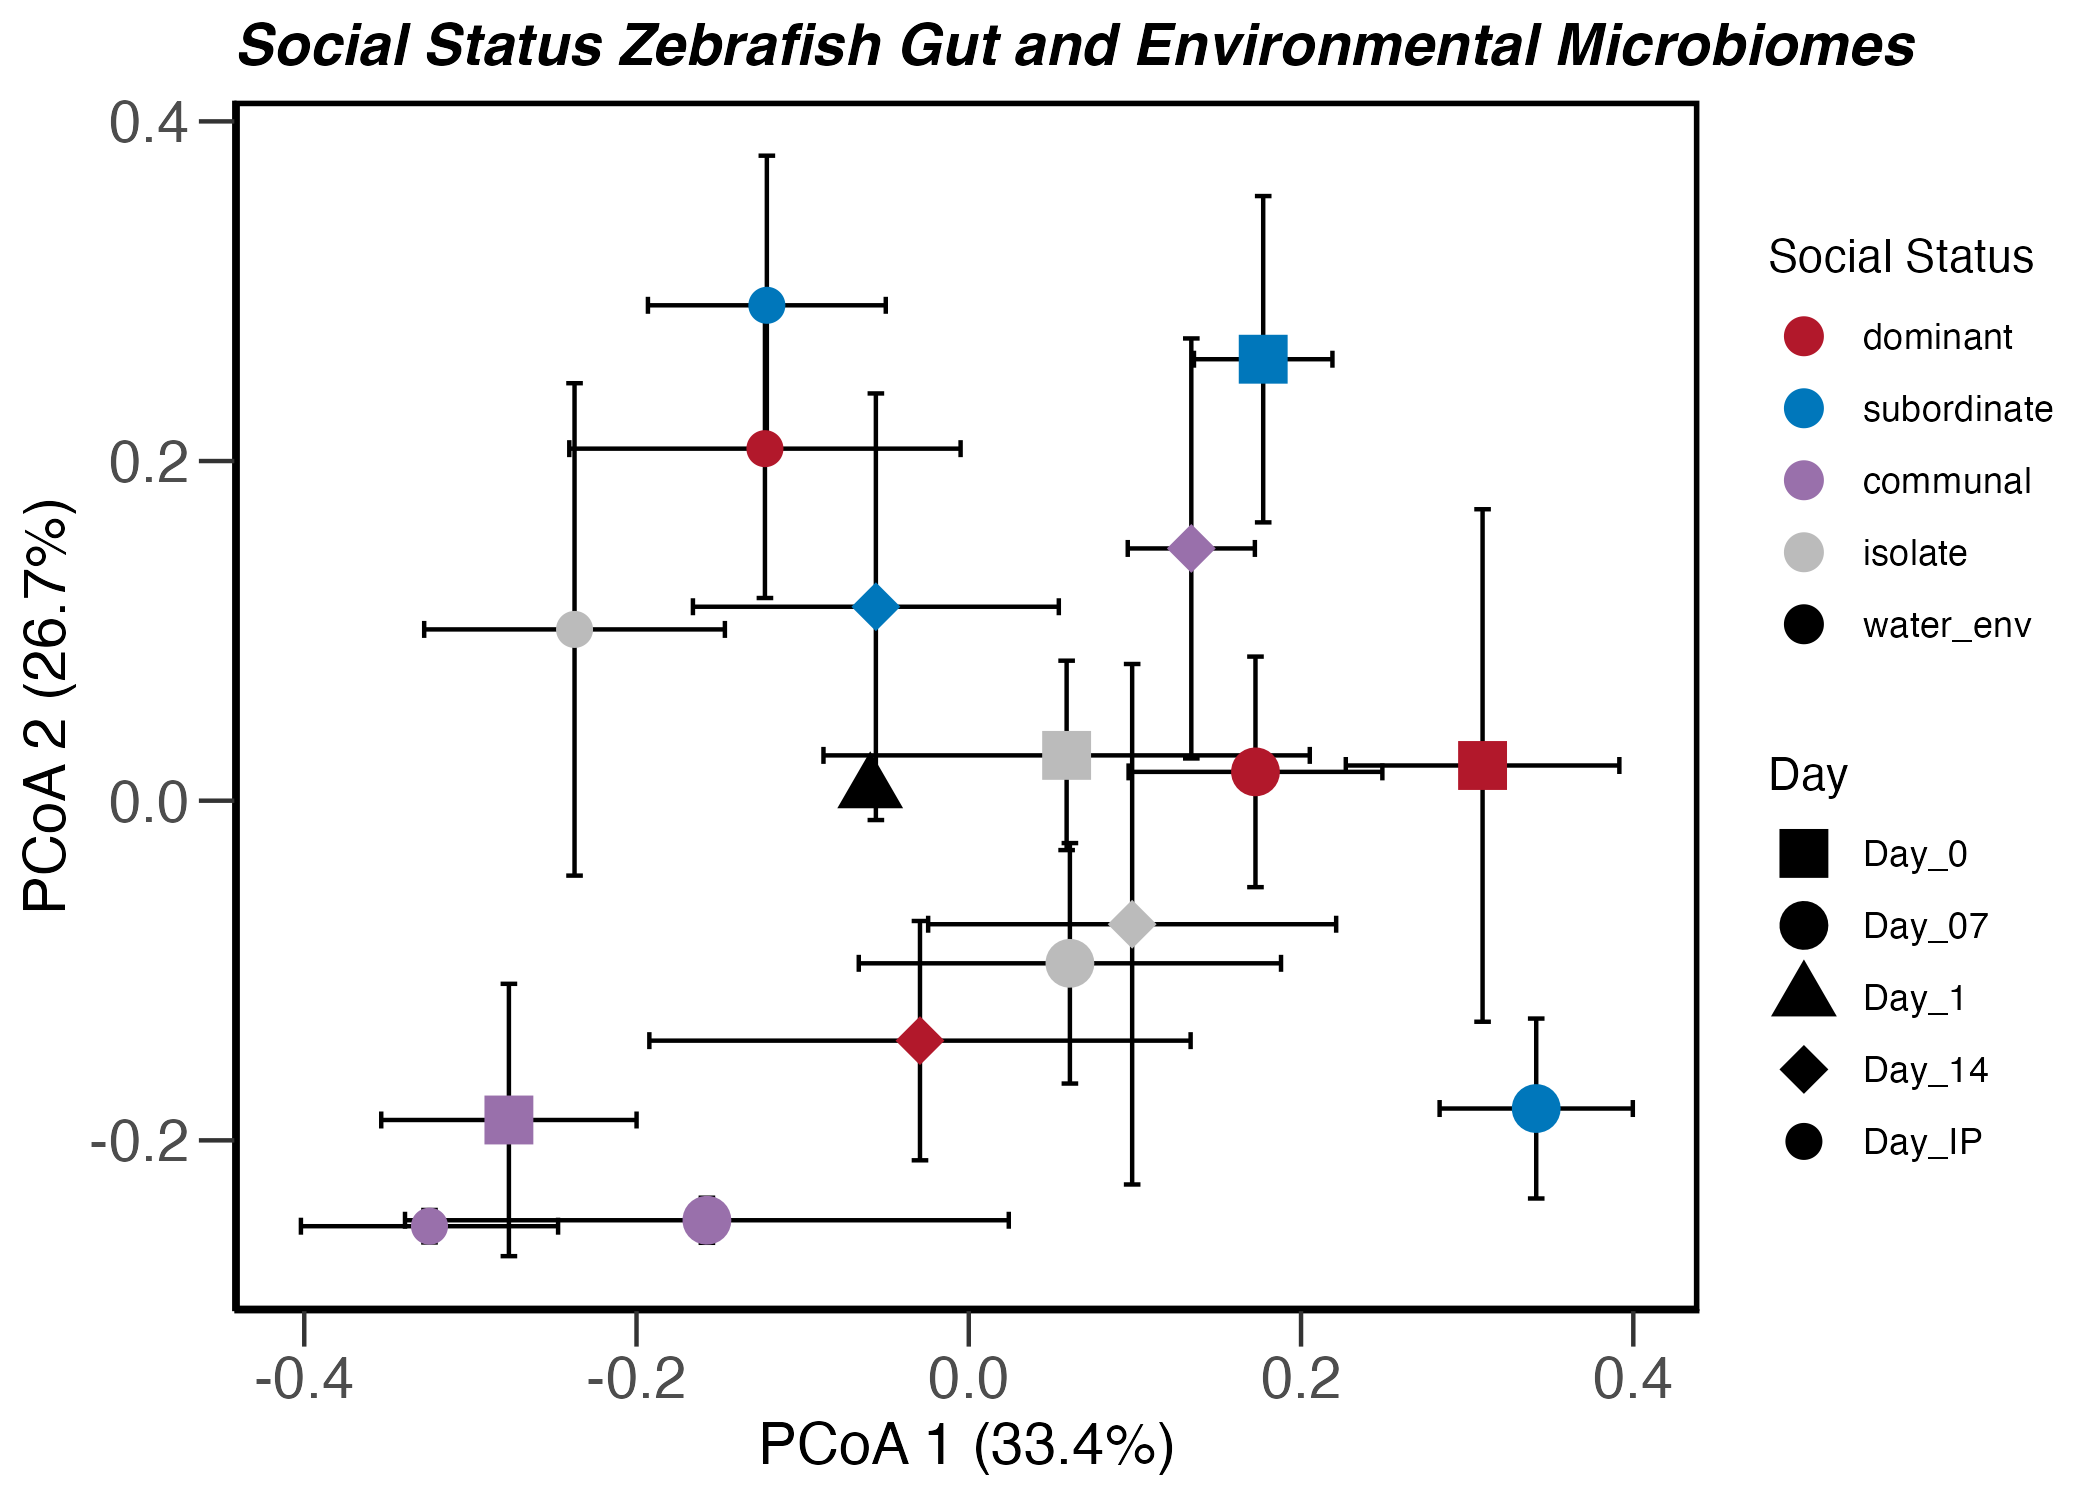 Social Status Zebrafish Gut and Environmental Microbiomes
0.4
0.2
0.0
-0.2
PCoA 2 (26.7%)
-0.4
-0.2
0.0
0.2
0.4
PCoA 1 (33.4%)
Social Status
dominant
subordinate
communal
isolate
water_env
Day
Day_0
Day_07
Day_1
Day_14
Day_IP